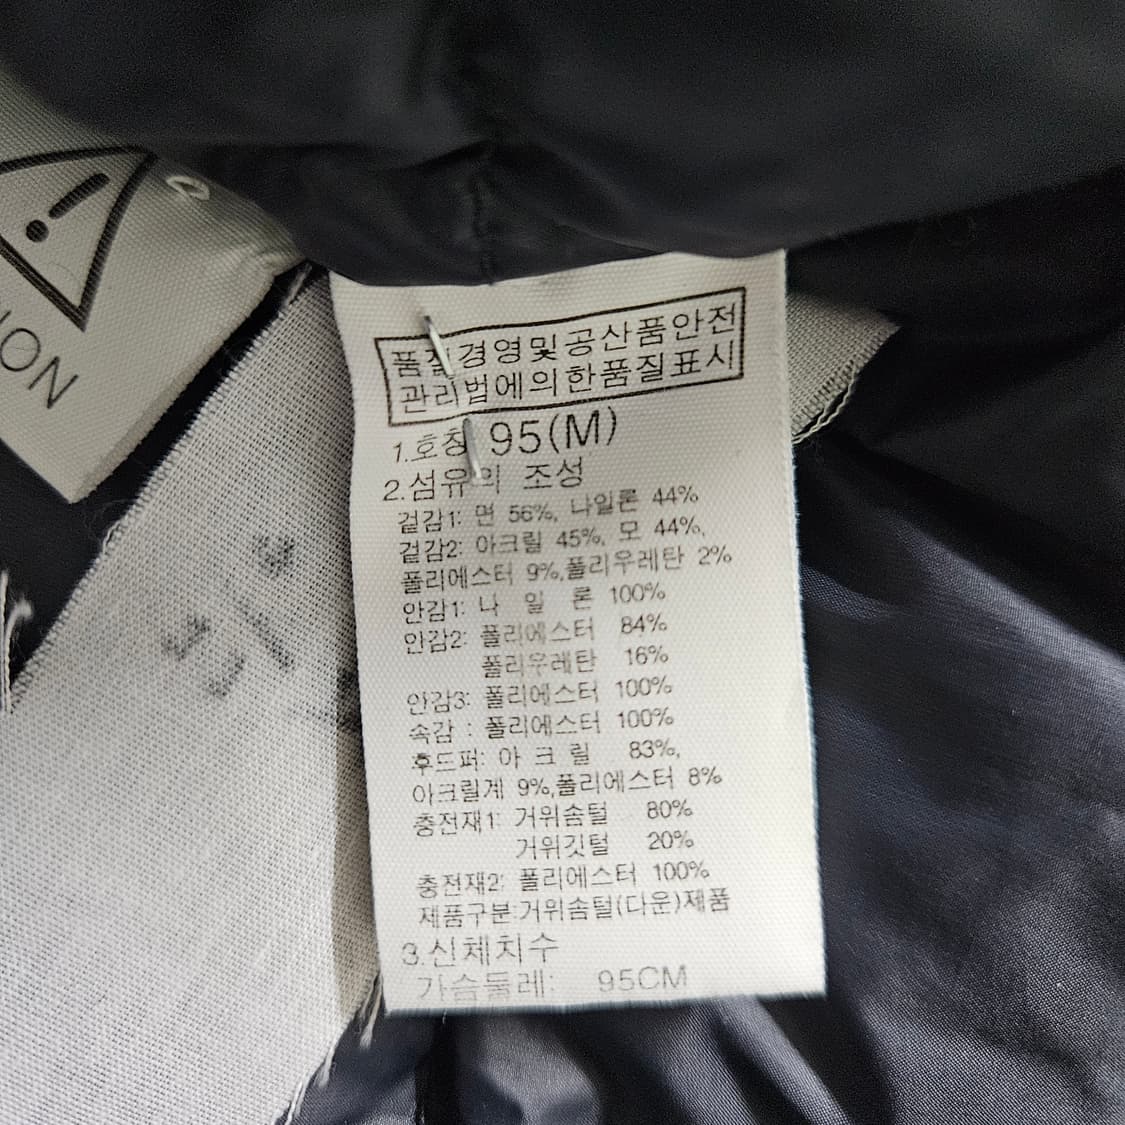 품질경영및공산품안전
관리법에의한품질표시
1.호칭 95(M)
2.섬유의 조성
겉감1: 면 56%, 나일론 44%
겉감2: 아크릴 45%, 모 44%,
폴리에스터 9%,폴리우레탄 2%
안감1: 나 일 론 100%
안감2: 폴리에스터 84%
폴리우레탄 16%
안감3: 폴리에스터 100%
속감 : 폴리에스터 100%
후드퍼: 아 크 릴 83%,
아크릴계 9%,폴리에스터 8%
충전재1: 거위솜털 80%
거위깃털 20%
충전재2: 폴리에스터 100%
제품구분:거위솜털(다운)제품
3.신체치수
가슴둘레: 95CM
ION